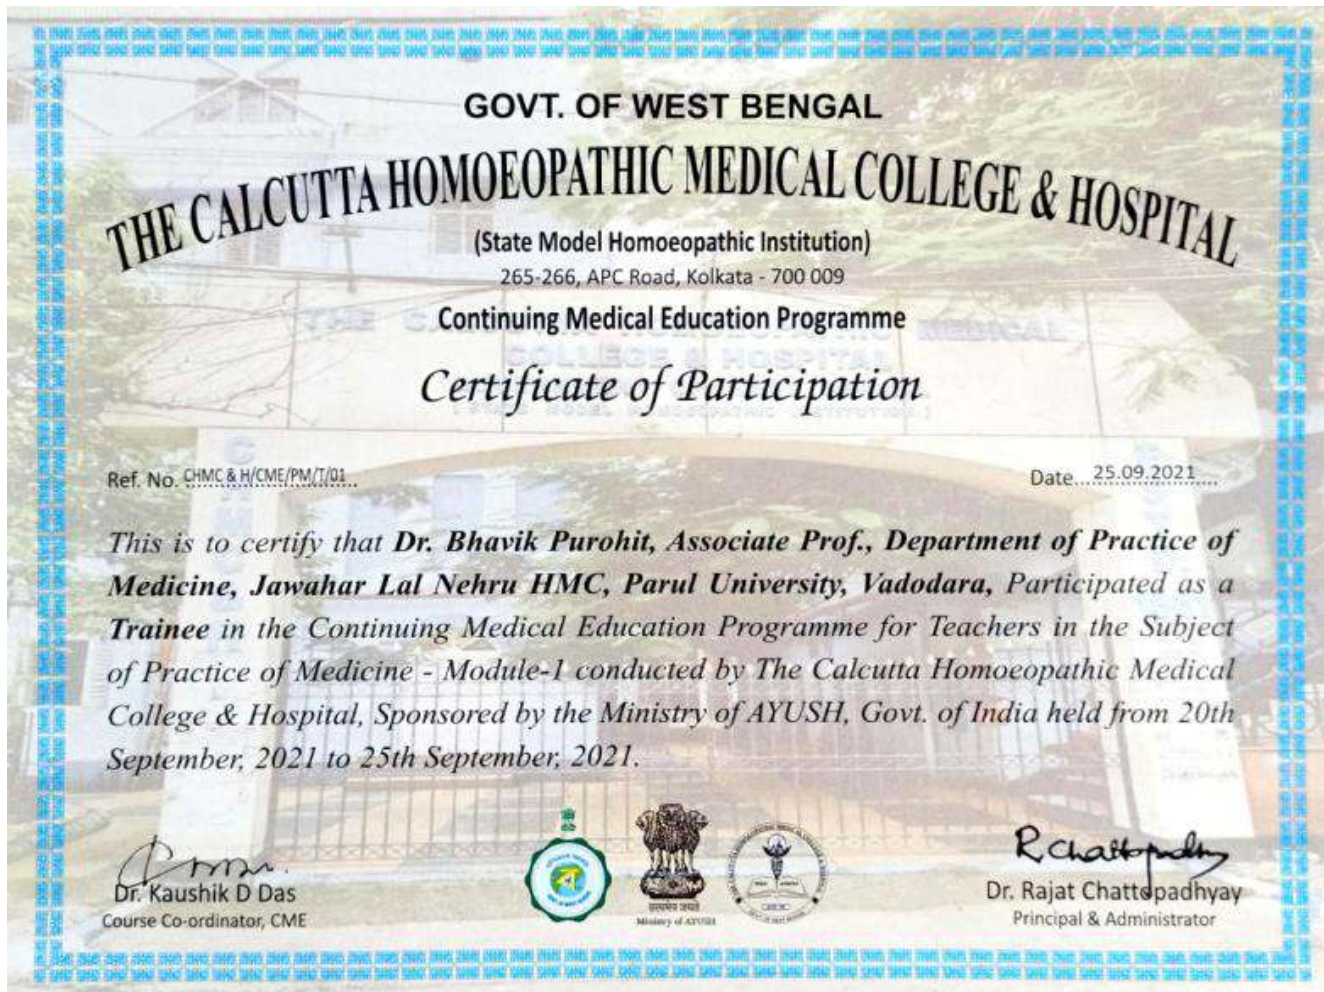 GOVT. OF WEST BENGAL
THE CALCUTTA HOMOEOPATHIC MEDICAL COLLEGE & HOSPITAL
(State Model Homoeopathic Institution)
265-266, APC Road, Kolkata - 700 009
Continuing Medical Education Programme
Certificate of Participation
Ref. No. CHMC & H/CME/PM/T/01 Date 25.09.2021
This is to certify that Dr. Bhavik Purohit, Associate Prof., Department of Practice of
Medicine, Jawahar Lal Nehru HMC, Parul University, Vadodara, Participated as a
Trainee in the Continuing Medical Education Programme for Teachers in the Subject
of Practice of Medicine - Module-1 conducted by The Calcutta Homoeopathic Medical
College & Hospital, Sponsored by the Ministry of AYUSH, Govt. of India held from 20th
September, 2021 to 25th September, 2021.
R Chattopadhy
Dr. Kaushik D Das
Course Co-ordinator, CME
सत्यमेव जयते
Ministry of AYUSH
Dr. Rajat Chattopadhyay
Principal & Administrator